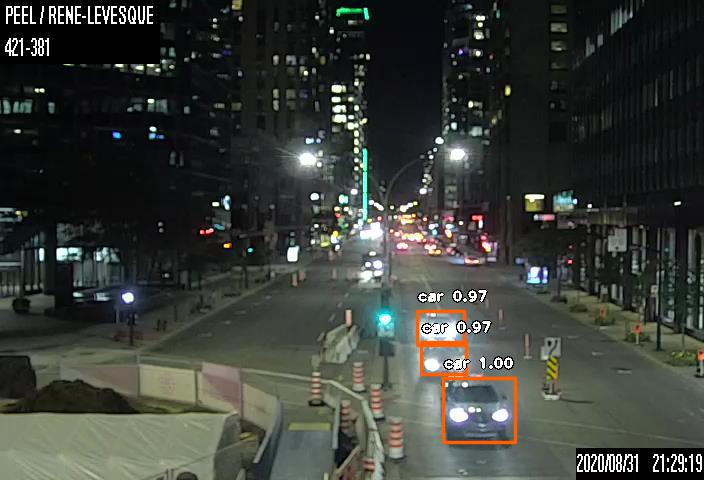 PEEL / RENE-LEVESQUE
421-381
car 0.97
car 0.97
car 1.00
2020/08/31 21:29:19